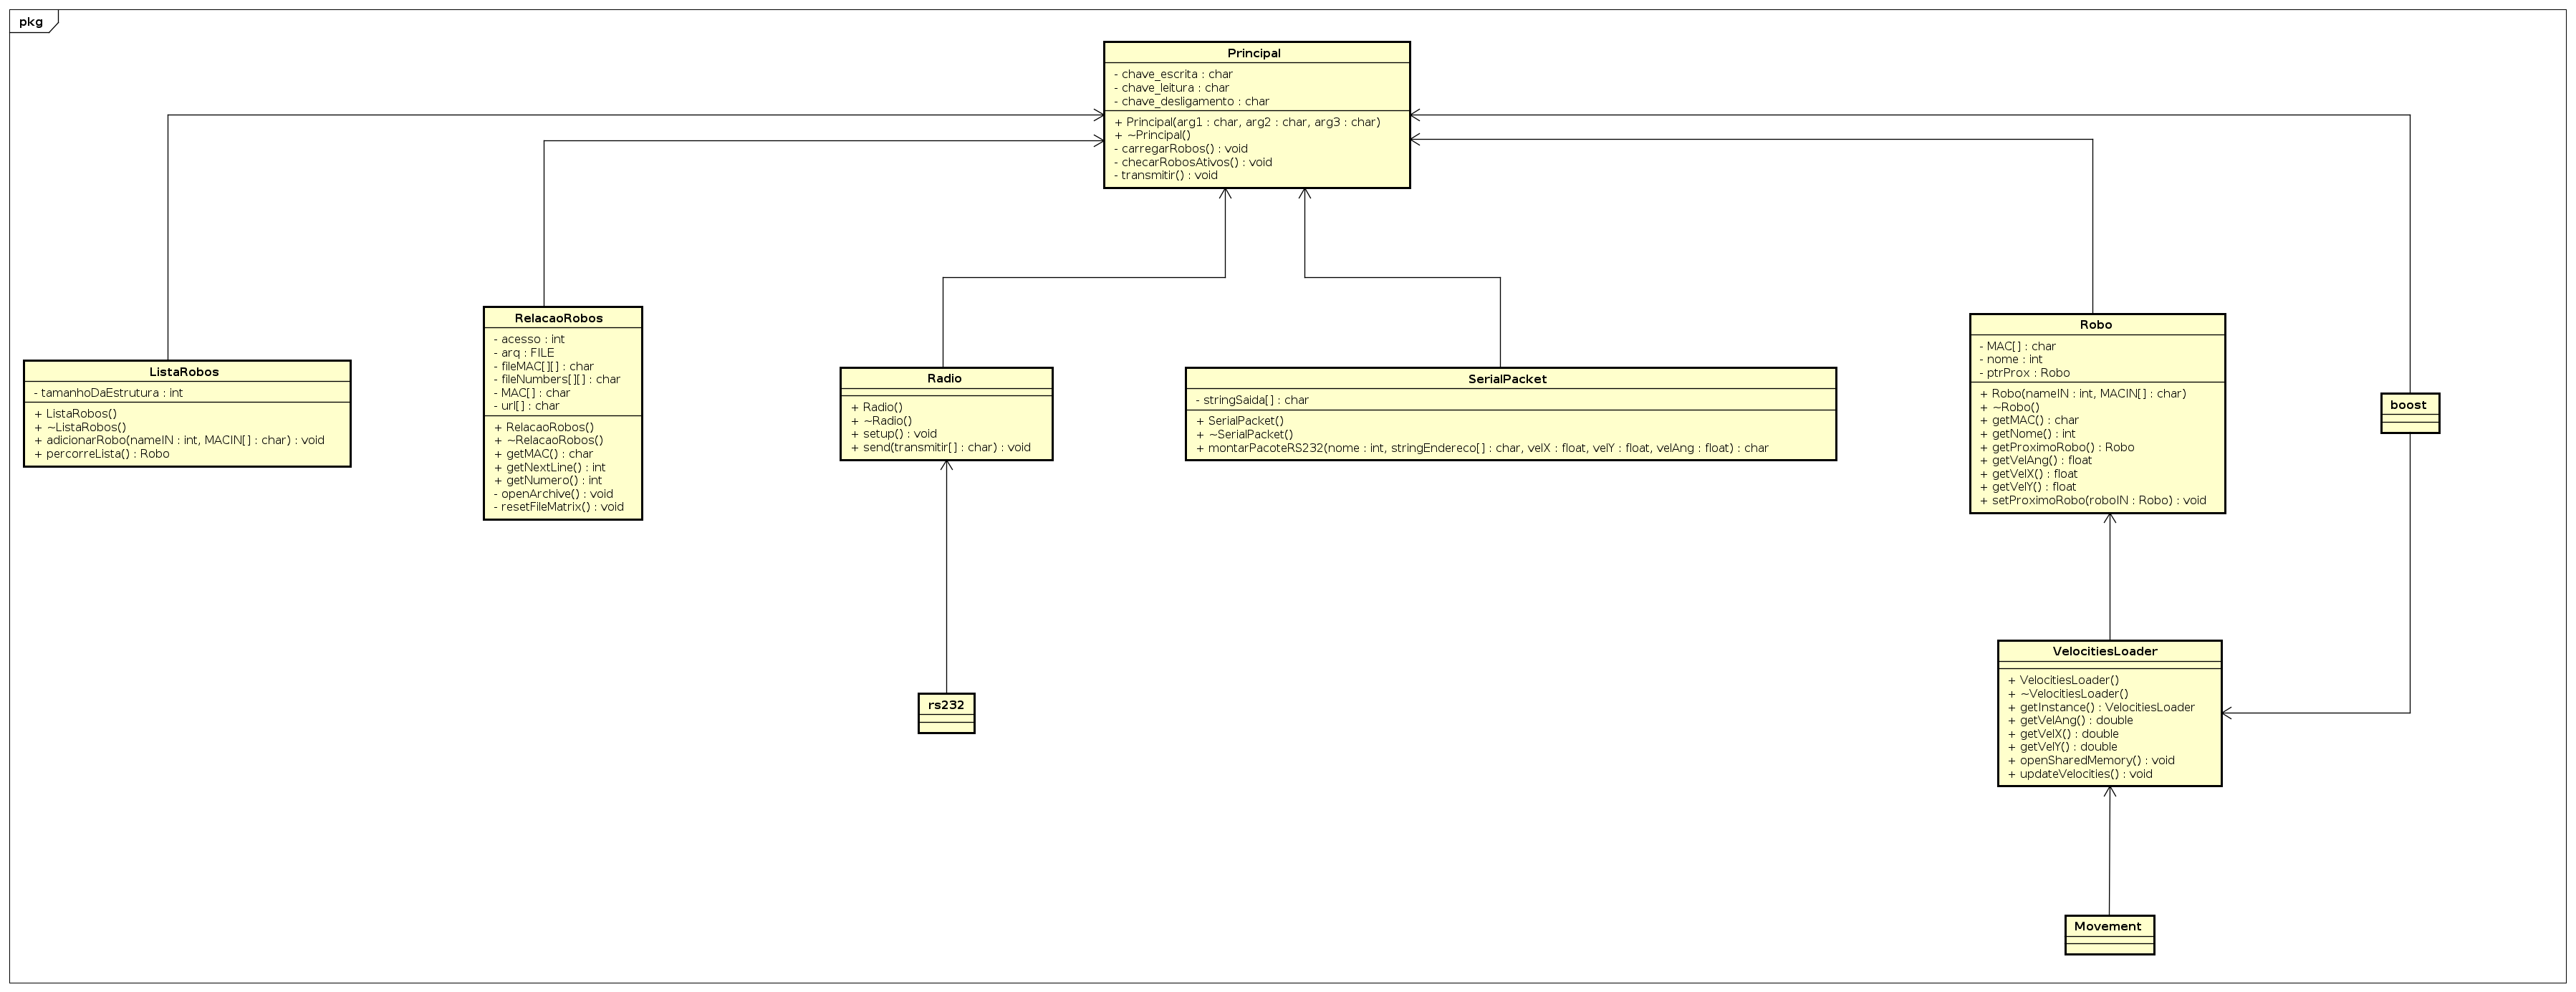 pkg
Principal
- chave_escrita : char
- chave_leitura : char
- chave_desligamento : char
+ Principal(arg1 : char, arg2 : char, arg3 : char)
+ ~Principal()
- carregarRobos() : void
- checarRobosAtivos() : void
- transmitir() : void
ListaRobos
- tamanhoDaEstrutura : int
+ ListaRobos()
+ ~ListaRobos()
+ adicionarRobo(nameIN : int, MACIN[] : char) : void
+ percorreLista() : Robo
RelacaoRobos
- acesso : int
- arq : FILE
- fileMAC[][] : char
- fileNumbers[][] : char
- MAC[] : char
- url[] : char
+ RelacaoRobos()
+ ~RelacaoRobos()
+ getMAC() : char
+ getNextLine() : int
+ getNumero() : int
- openArchive() : void
- resetFileMatrix() : void
Radio
+ Radio()
+ ~Radio()
+ setup() : void
+ send(transmitir[] : char) : void
SerialPacket
- stringSaida[] : char
+ SerialPacket()
+ ~SerialPacket()
+ montarPacoteRS232(nome : int, stringEndereco[] : char, velX : float, velY : float, velAng : float) : char
Robo
- MAC[] : char
- nome : int
- ptrProx : Robo
+ Robo(nameIN : int, MACIN[] : char)
+ ~Robo()
+ getMAC() : char
+ getNome() : int
+ getProximoRobo() : Robo
+ getVelAng() : float
+ getVelX() : float
+ getVelY() : float
+ setProximoRobo(roboIN : Robo) : void
boost
rs232
VelocitiesLoader
+ VelocitiesLoader()
+ ~VelocitiesLoader()
+ getInstance() : VelocitiesLoader
+ getVelAng() : double
+ getVelX() : double
+ getVelY() : double
+ openSharedMemory() : void
+ updateVelocities() : void
Movement